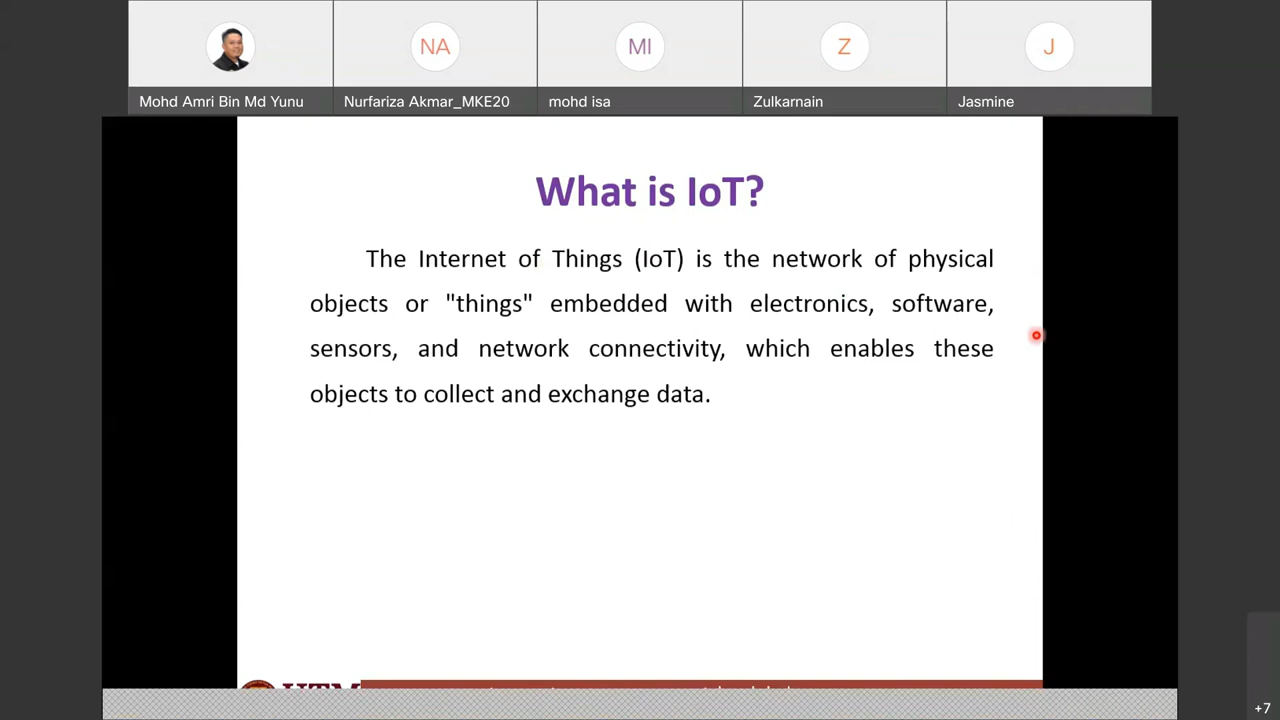 NA
MI
Z
J
Mohd Amri Bin Md Yunu
Nurfariza Akmar_MKE20
mohd isa
Zulkarnain
Jasmine
What is IoT?
The Internet of Things (IoT) is the network of physical
objects or "things" embedded with electronics, software,
sensors, and network connectivity, which enables these
objects to collect and exchange data.
UTM
+7